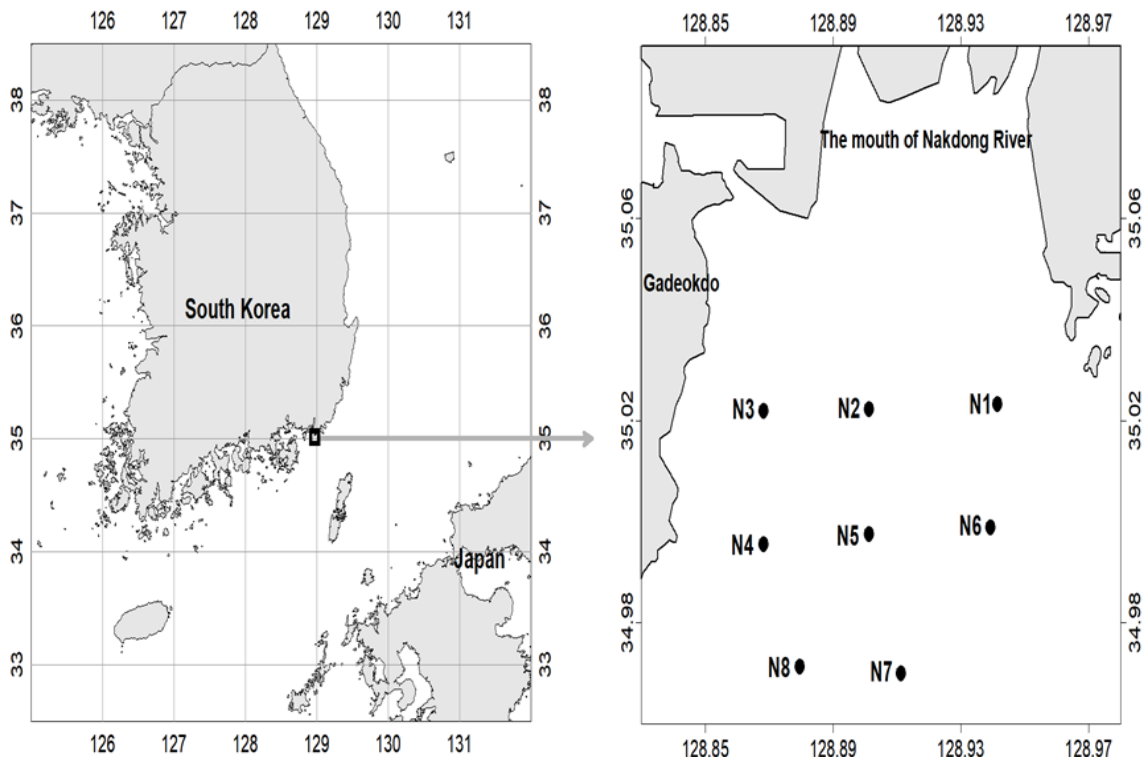 126 127 128 129 130 131
38 38
37 37
South Korea
36 36
35 35
34 34
Japan
33 33
126 127 128 129 130 131
128.85 128.89 128.93 128.97
The mouth of Nakdong River
35.06 35.06
Gadeokdo
N3 N2 N1
35.02 35.02
N4 N5 N6
34.98 34.98
N8 N7
128.85 128.89 128.93 128.97